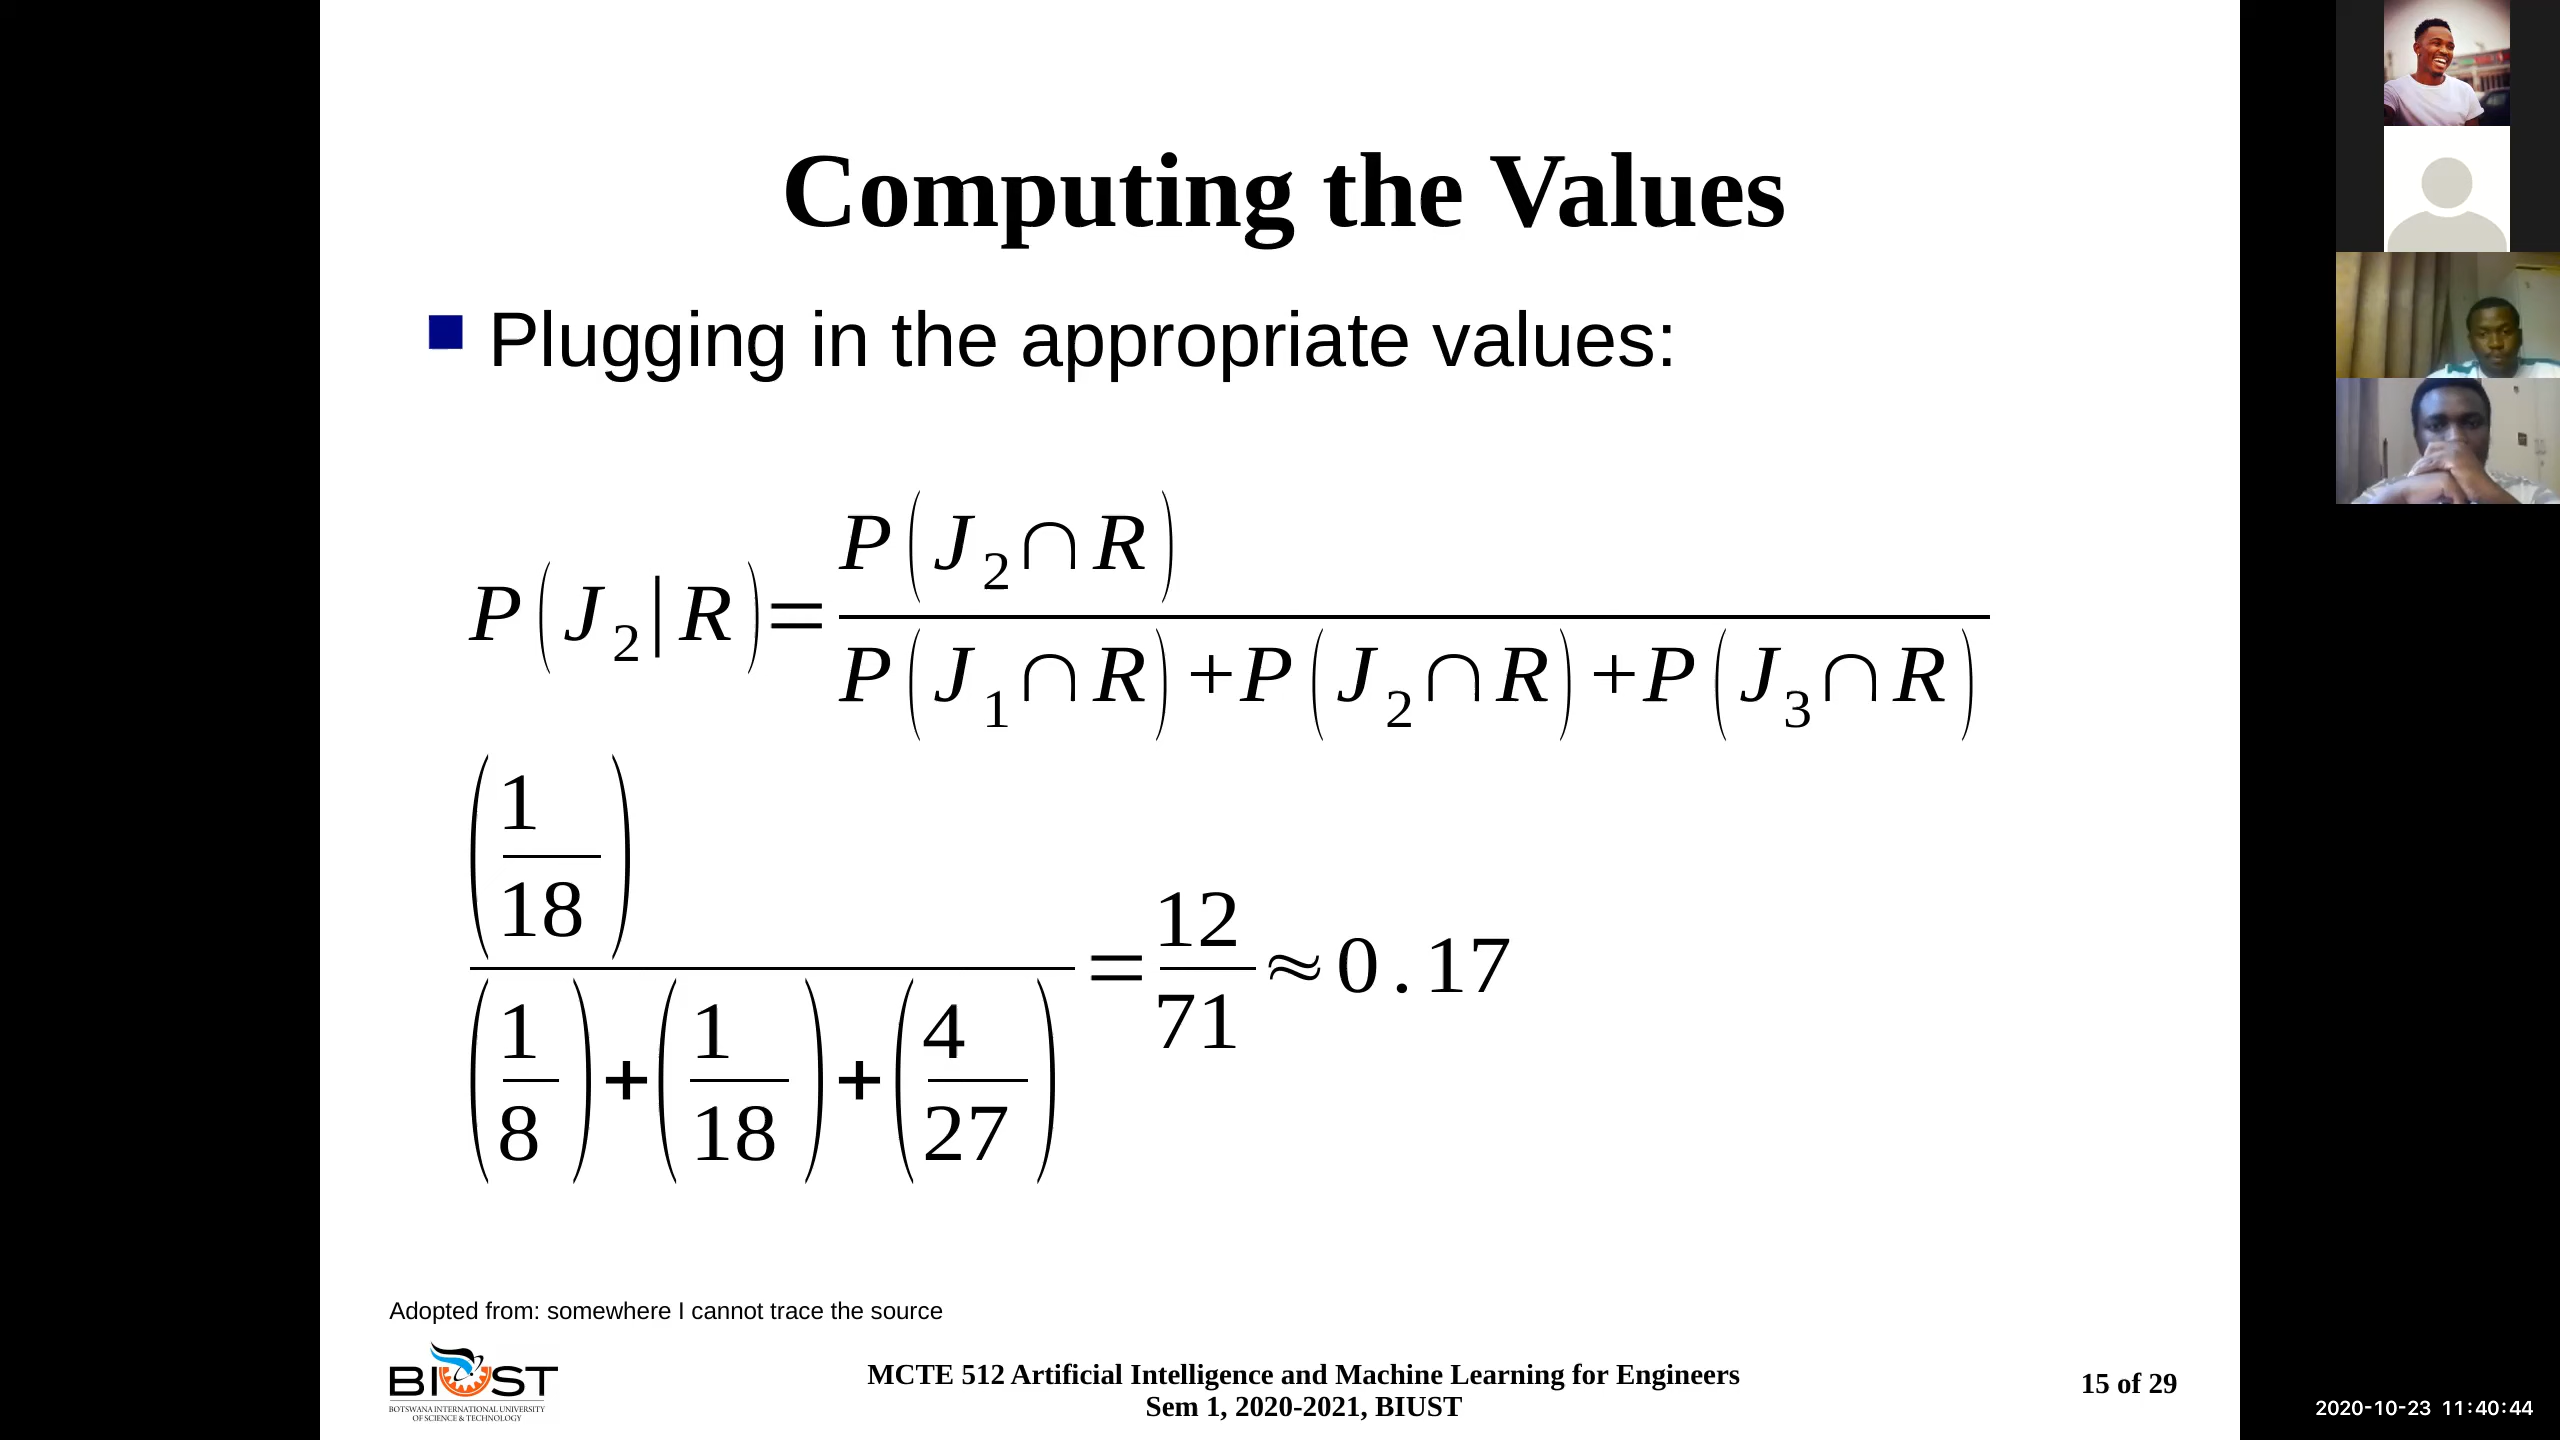 Computing the Values
Plugging in the appropriate values:
P(J₂|R) = P(J₂∩R) / (P(J₁∩R) + P(J₂∩R) + P(J₃∩R))
(1/18) / ((1/8) + (1/18) + (4/27)) = 12/71 ≈ 0.17
Adopted from: somewhere I cannot trace the source
BIUST
BOTSWANA INTERNATIONAL UNIVERSITY
OF SCIENCE & TECHNOLOGY
MCTE 512 Artificial Intelligence and Machine Learning for Engineers
Sem 1, 2020-2021, BIUST
15 of 29
2020-10-23 11:40:44